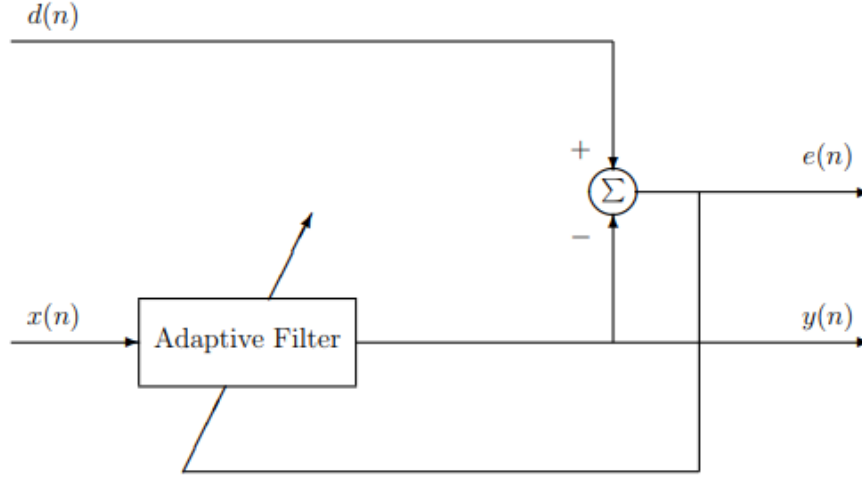 d(n)
+
e(n)
∑
−
x(n)
Adaptive Filter
y(n)